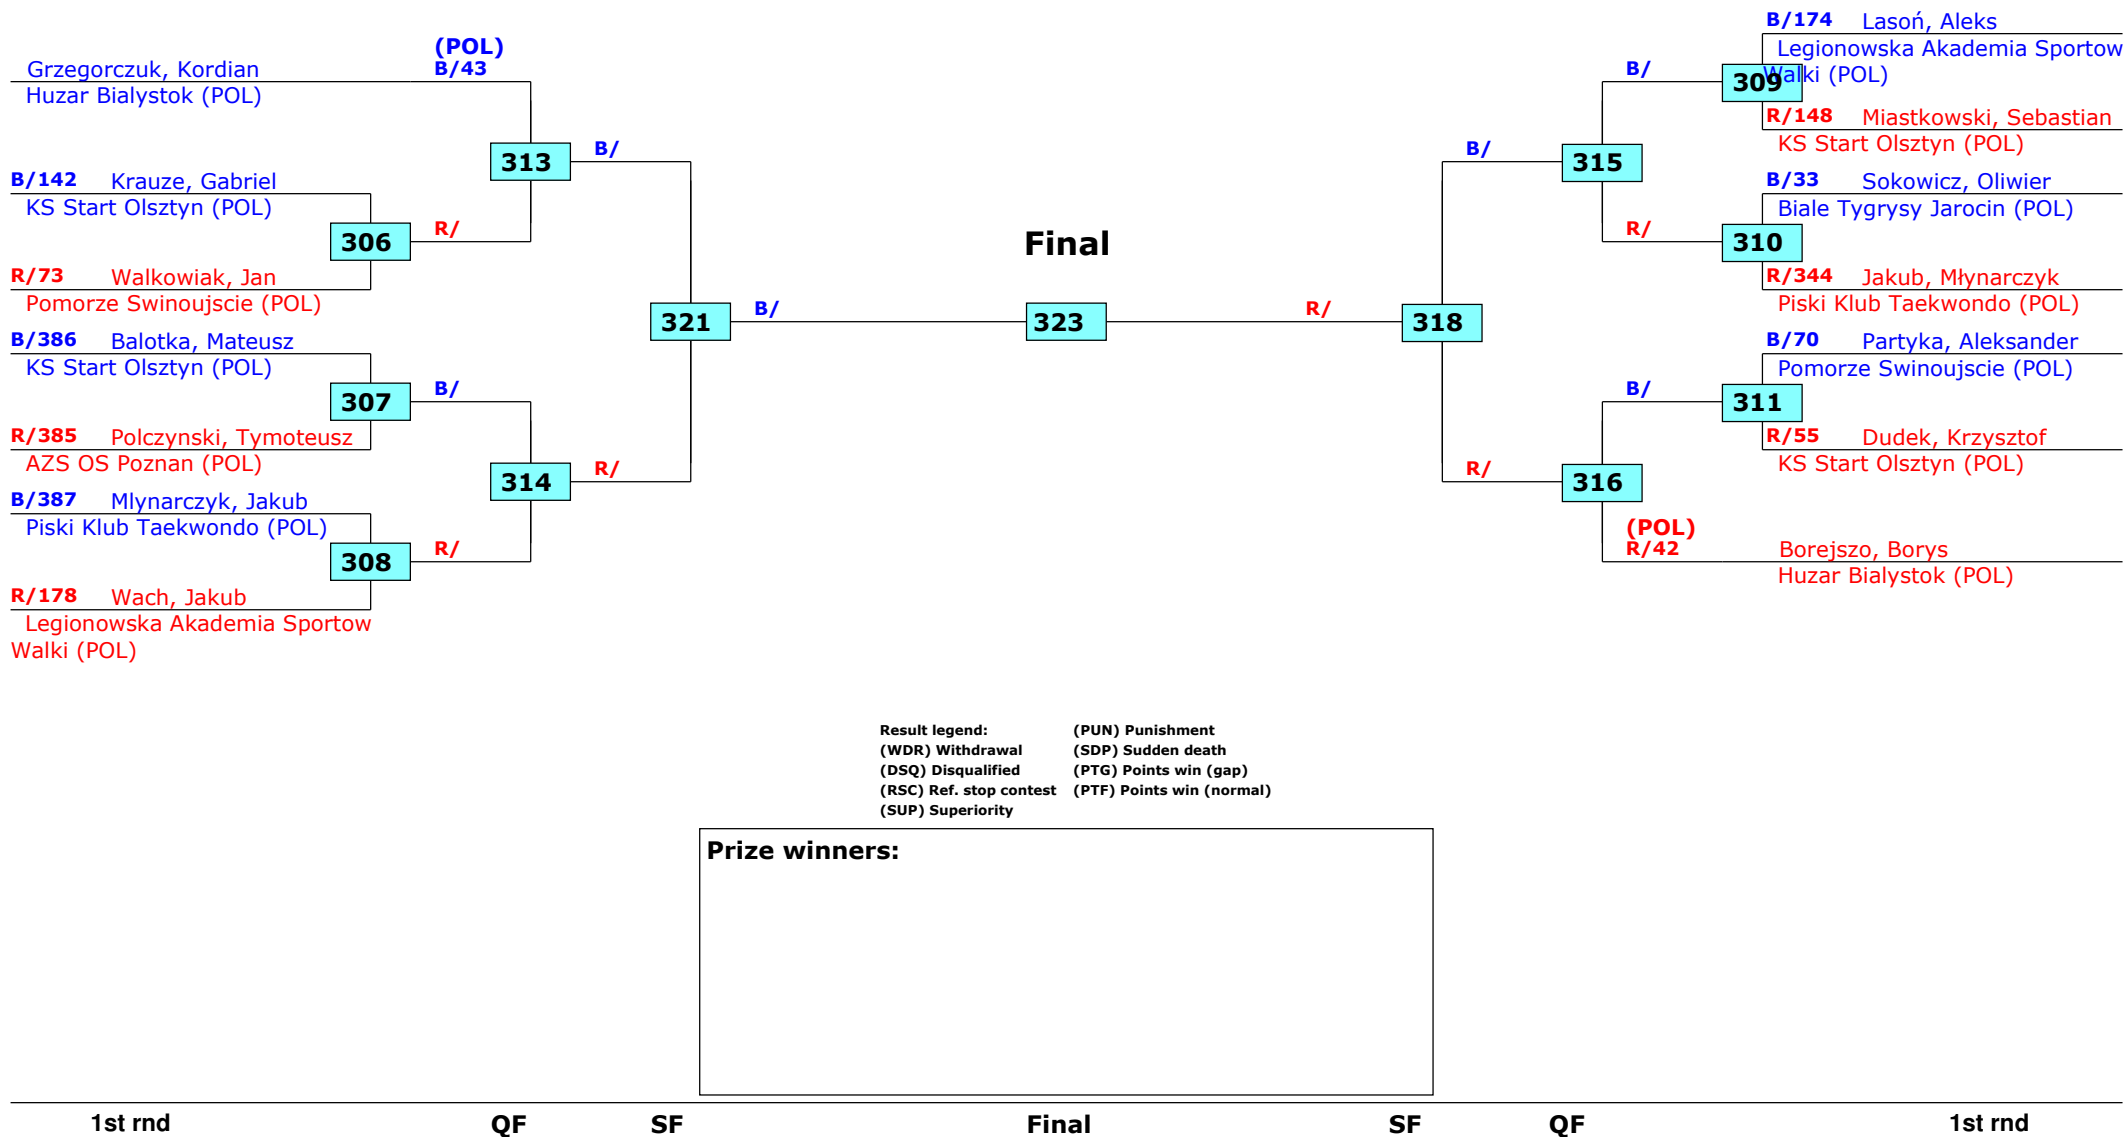 (POL)
Grzegorczuk, Kordian B/43
Huzar Bialystok (POL)
313 B/
B/142 Krauze, Gabriel
KS Start Olsztyn (POL)
306 R/
R/73 Walkowiak, Jan
Pomorze Swinoujscie (POL)
321 B/
B/386 Balotka, Mateusz
KS Start Olsztyn (POL)
307 B/
R/385 Polczynski, Tymoteusz
AZS OS Poznan (POL)
314 R/
B/387 Mlynarczyk, Jakub
Piski Klub Taekwondo (POL)
308 R/
R/178 Wach, Jakub
Legionowska Akademia Sportow
Walki (POL)
Final
323
B/174 Lasoń, Aleks
Legionowska Akademia Sportow
Walki (POL)
B/ 309
R/148 Miastkowski, Sebastian
KS Start Olsztyn (POL)
B/ 315
B/33 Sokowicz, Oliwier
Biale Tygrysy Jarocin (POL)
R/ 310
R/344 Jakub, Młynarczyk
Piski Klub Taekwondo (POL)
R/ 318
B/70 Partyka, Aleksander
Pomorze Swinoujscie (POL)
B/ 311
R/55 Dudek, Krzysztof
KS Start Olsztyn (POL)
R/ 316
(POL)
R/42 Borejszo, Borys
Huzar Bialystok (POL)
Result legend: (PUN) Punishment
(WDR) Withdrawal (SDP) Sudden death
(DSQ) Disqualified (PTG) Points win (gap)
(RSC) Ref. stop contest (PTF) Points win (normal)
(SUP) Superiority
Prize winners:
1st rnd QF SF Final SF QF 1st rnd